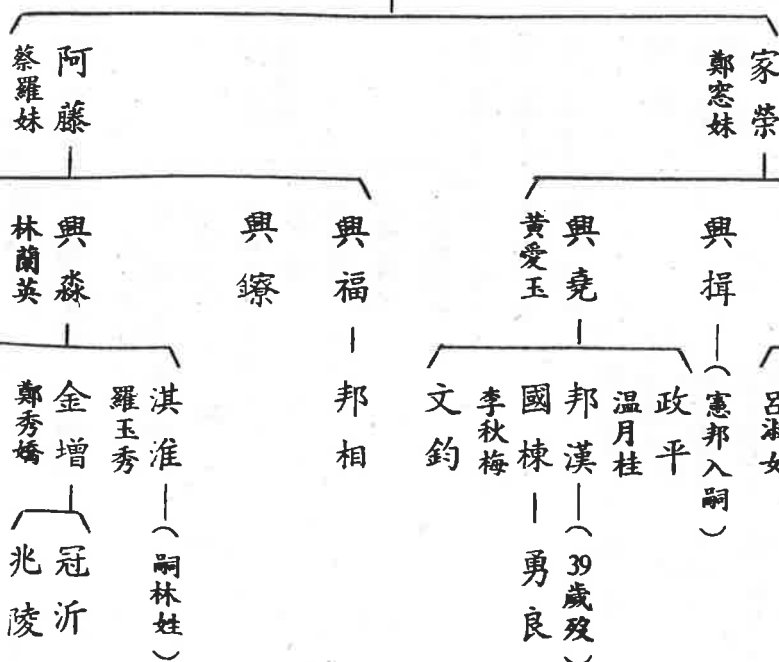 家榮
鄭窓妹
阿藤
蔡羅妹
興揖
興堯
黃愛玉
興福
興鐐
興淼
林蘭英
(憲邦入嗣)
政平
温月桂
邦漢
(39歲歿)
國棟
李秋梅
勇良
文鈞
邦相
淇淮
羅玉秀
(嗣林姓)
金增
鄭秀嬌
冠沂
兆陵